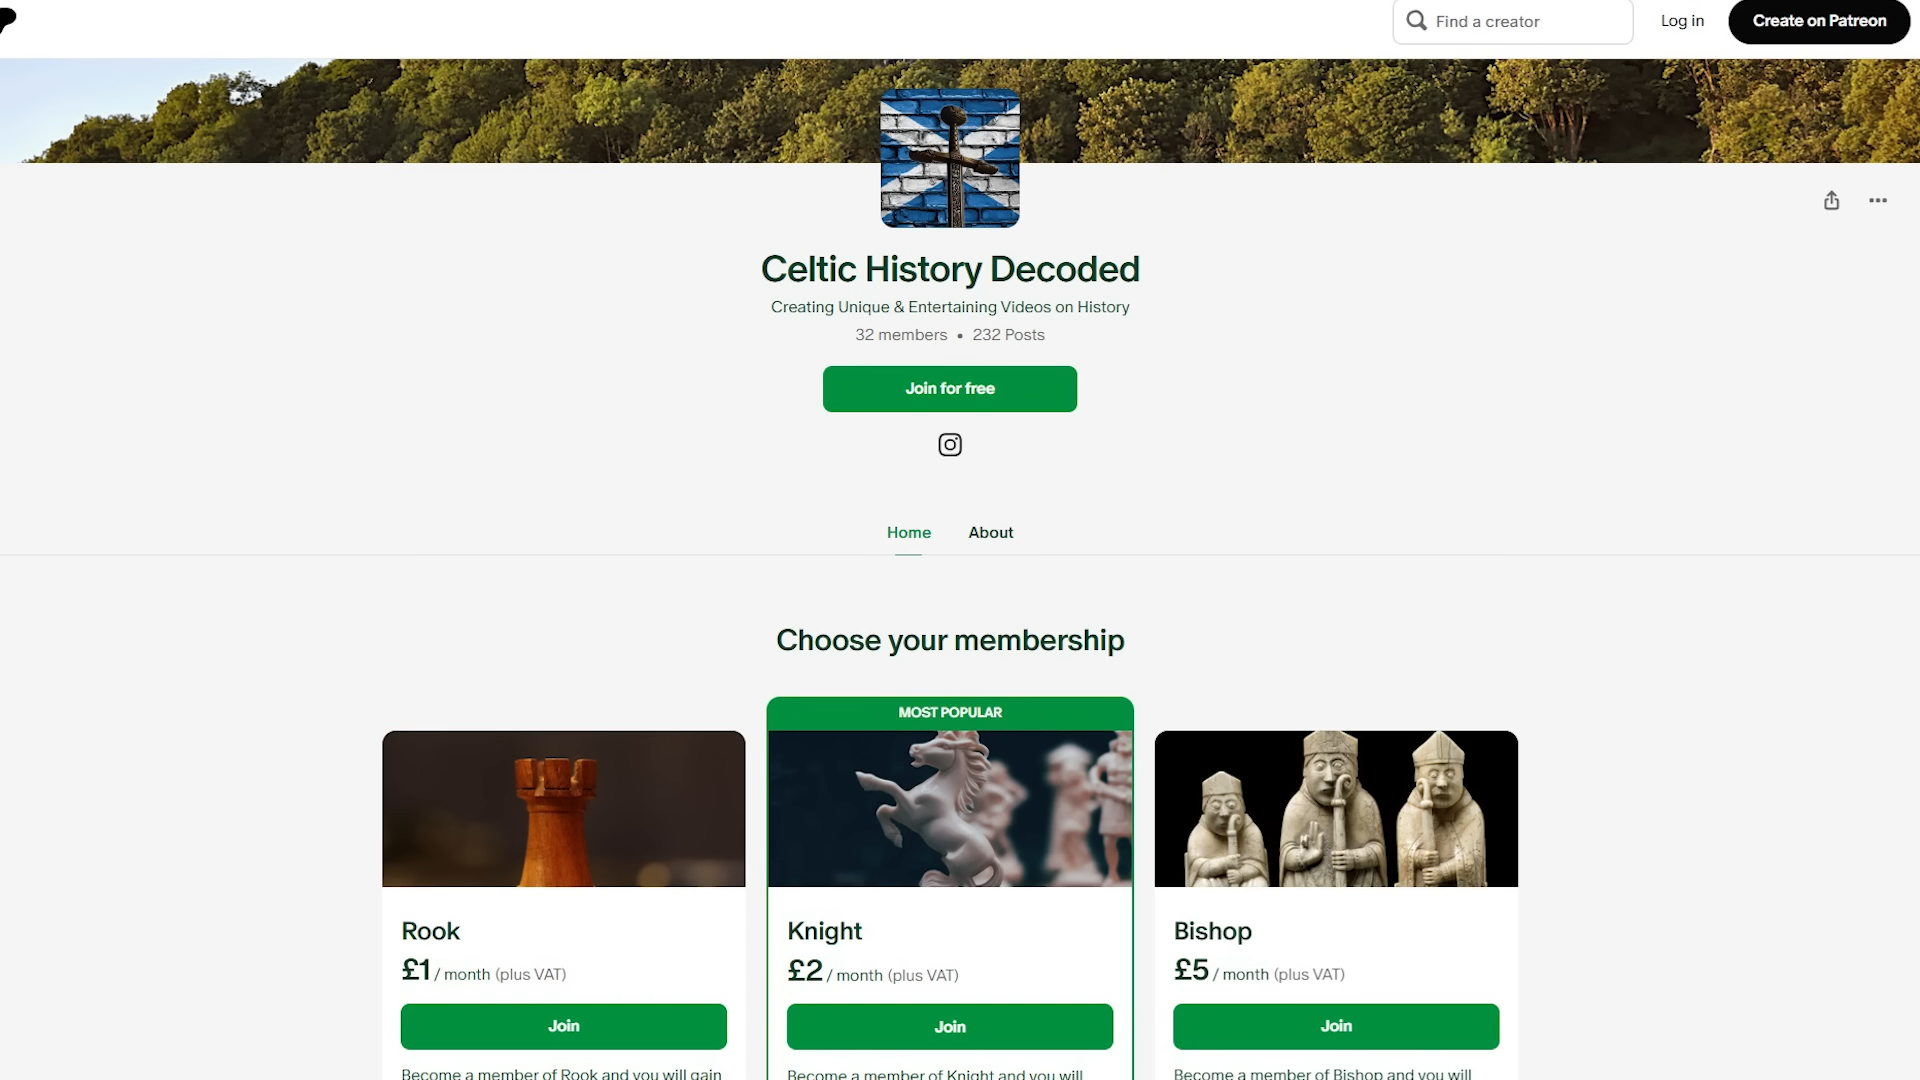 Find a creator
Log in
Create on Patreon
Celtic History Decoded
Creating Unique & Entertaining Videos on History
32 members • 232 Posts
Join for free
Home
About
Choose your membership
MOST POPULAR
Rook
£1 / month (plus VAT)
Join
Become a member of Rook and you will gain
Knight
£2 / month (plus VAT)
Join
Become a member of Knight and you will
Bishop
£5 / month (plus VAT)
Join
Become a member of Bishop and you will